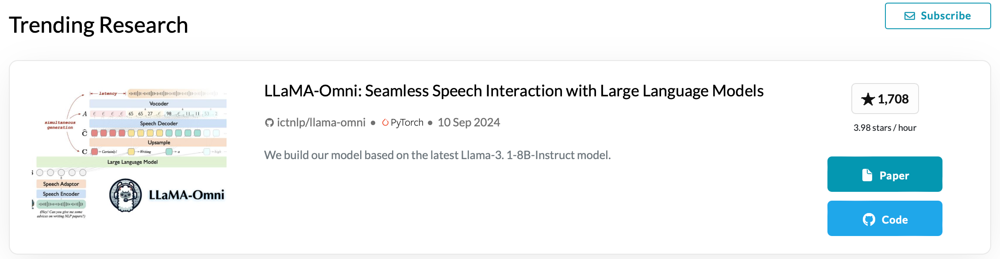 Trending Research
Subscribe
latency
Vocoder
A € € € € 65 65 27 € 98 € 11 11 53 2
simultaneous
generation
Speech Decoder
Ĉ
Upsample
C Certainly! Writing a high
Large Language Model
Speech Adaptor
Speech Encoder
(Hey! Can you give me some
advices on writing NLP papers?)
LLaMA-Omni
LLaMA-Omni: Seamless Speech Interaction with Large Language Models
ictnlp/llama-omni • PyTorch • 10 Sep 2024
We build our model based on the latest Llama-3. 1-8B-Instruct model.
1,708
3.98 stars / hour
Paper
Code